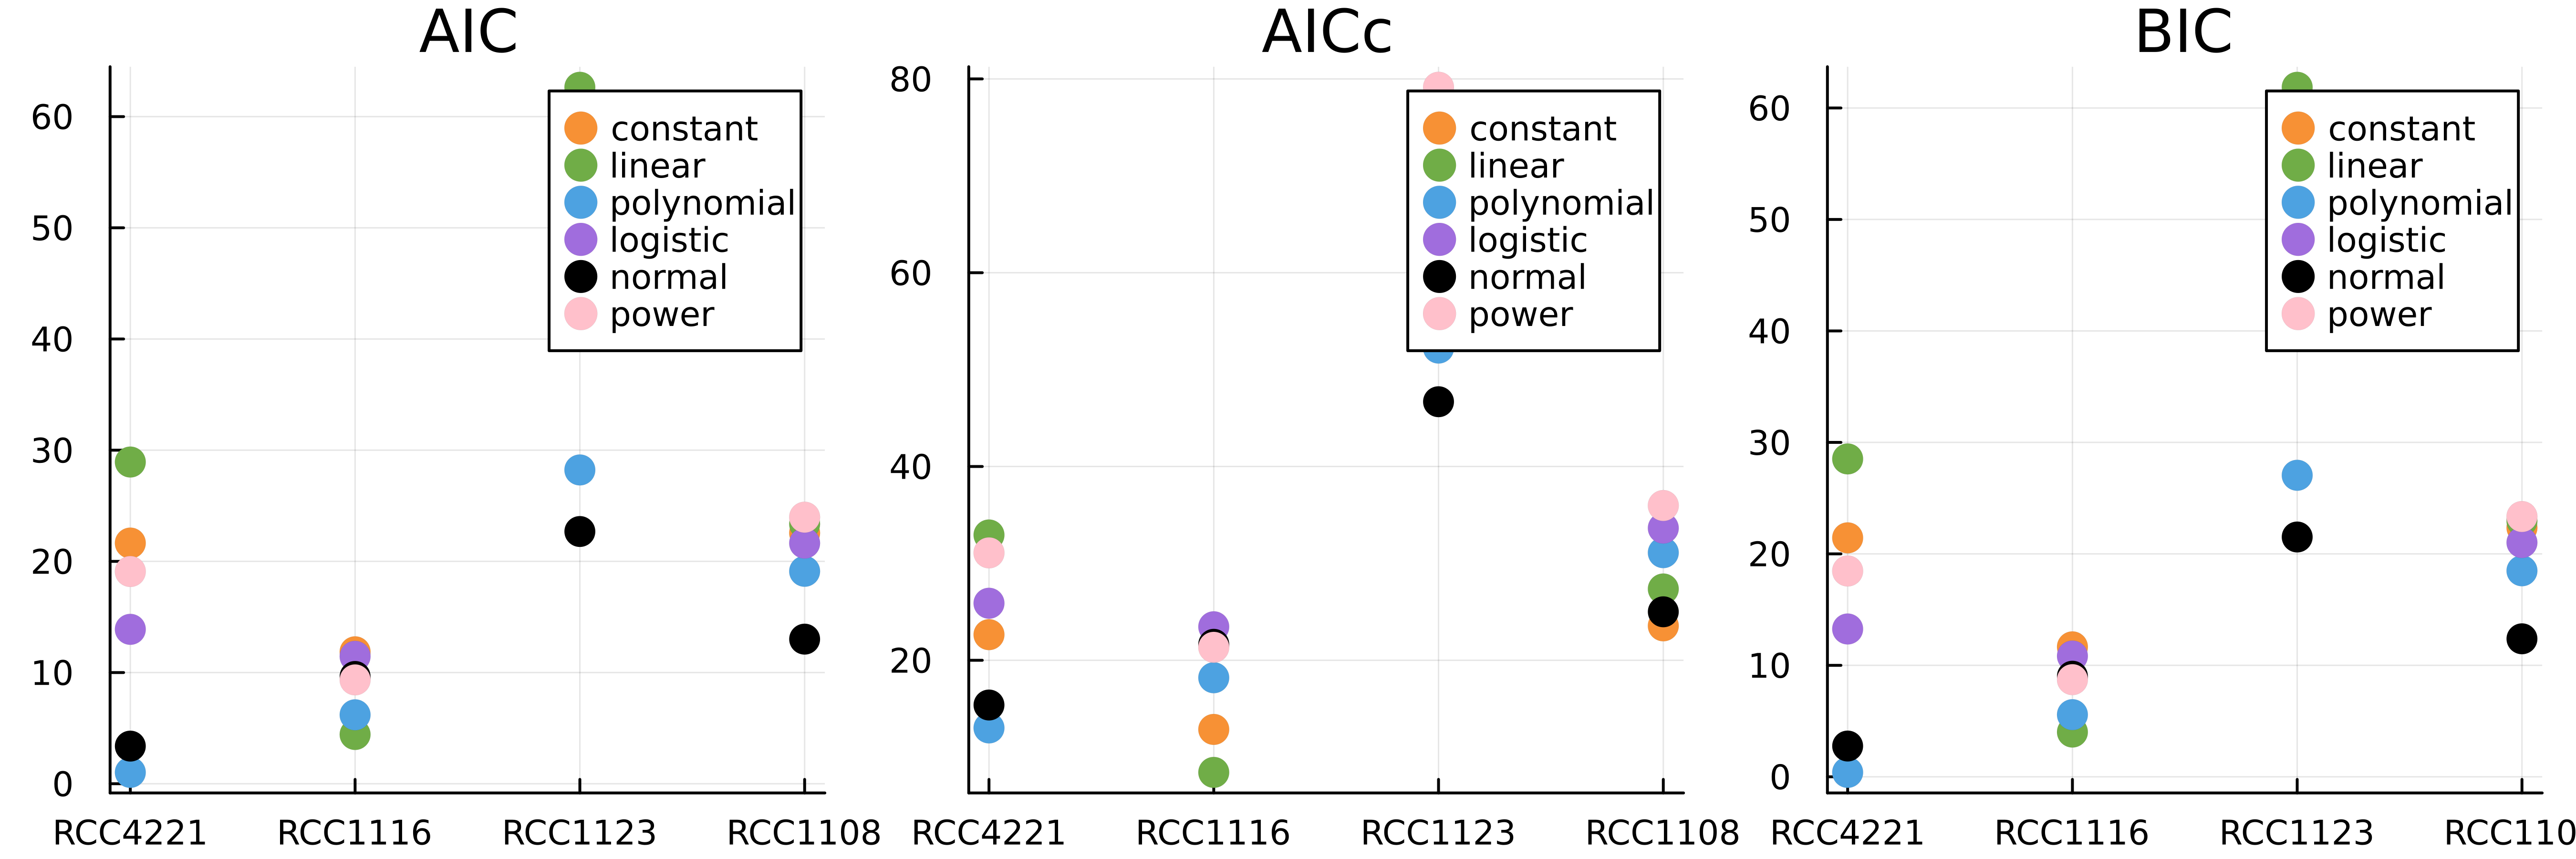 AIC
60
50
40
30
20
10
0
constant
linear
polynomial
logistic
normal
power
RCC4221 RCC1116 RCC1123 RCC1108
AICc
80
60
40
20
constant
linear
polynomial
logistic
normal
power
RCC4221 RCC1116 RCC1123 RCC1108
BIC
60
50
40
30
20
10
0
constant
linear
polynomial
logistic
normal
power
RCC4221 RCC1116 RCC1123 RCC110